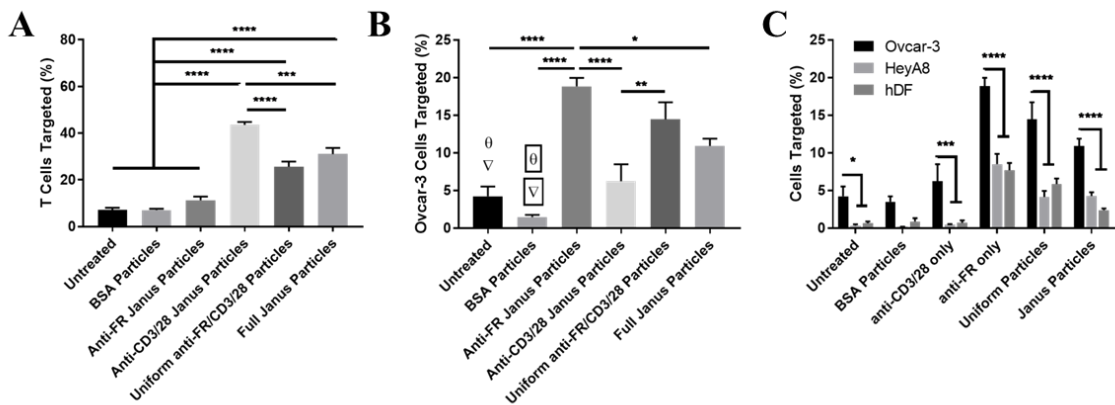 A
T Cells Targeted (%)
80
60
40
20
0
****
****
****
***
****
Untreated
BSA Particles
Anti-FR Janus Particles
Anti-CD3/28 Janus Particles
Uniform anti-FR/CD3/28 Particles
Full Janus Particles
B
Ovcar-3 Cells Targeted (%)
25
20
15
10
5
0
****
*
****
****
**
θ
∇
θ
∇
Untreated
BSA Particles
Anti-FR Janus Particles
Anti-CD3/28 Janus Particles
Uniform anti-FR/CD3/28 Particles
Full Janus Particles
C
Cells Targeted (%)
25
20
15
10
5
0
Ovcar-3
HeyA8
hDF
*
***
****
****
****
Untreated
BSA Particles
anti-CD3/28 only
anti-FR only
Uniform Particles
Janus Particles